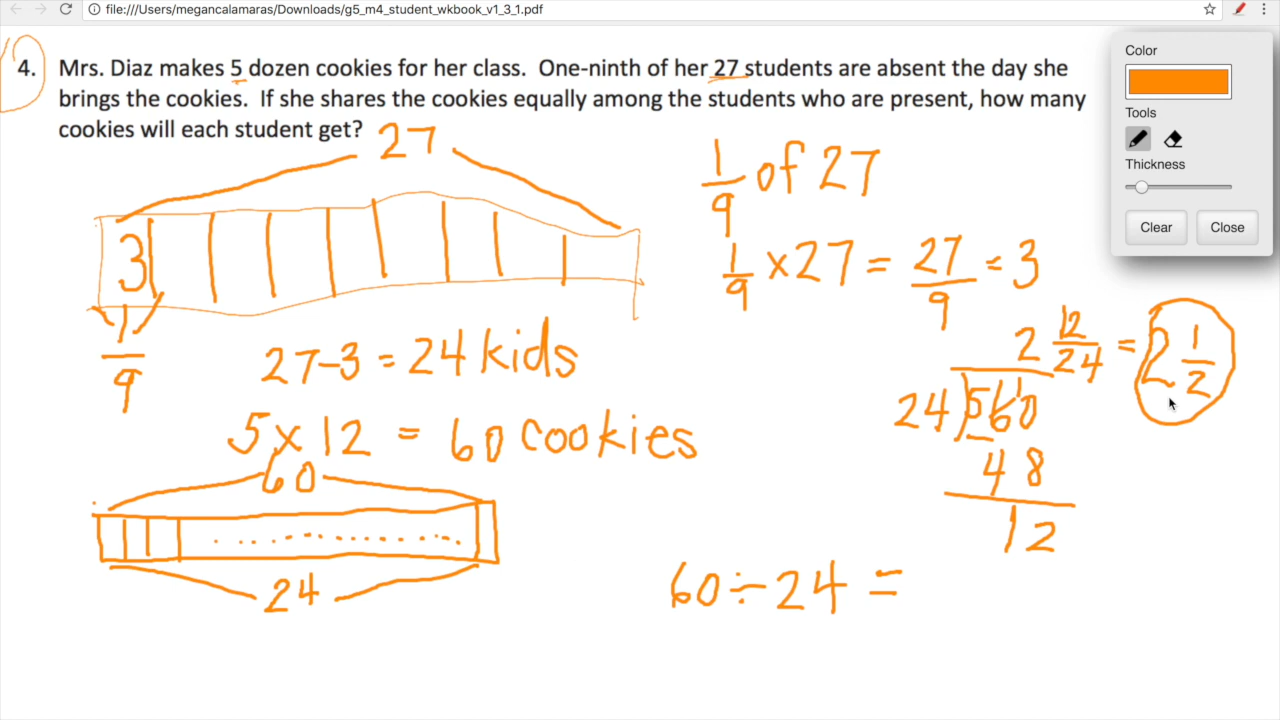 file:///Users/megancalamaras/Downloads/g5_m4_student_wkbook_v1_3_1.pdf
4. Mrs. Diaz makes 5 dozen cookies for her class. One-ninth of her 27 students are absent the day she
brings the cookies. If she shares the cookies equally among the students who are present, how many
cookies will each student get?
27
3
1/9
27-3 = 24 kids
5 x 12 = 60 cookies
60
24
1/9 of 27
1/9 x 27 = 27/9 = 3
2 12/24 = 2 1/2
24 60
48
12
60 ÷ 24 =
Color
Tools
Thickness
Clear Close